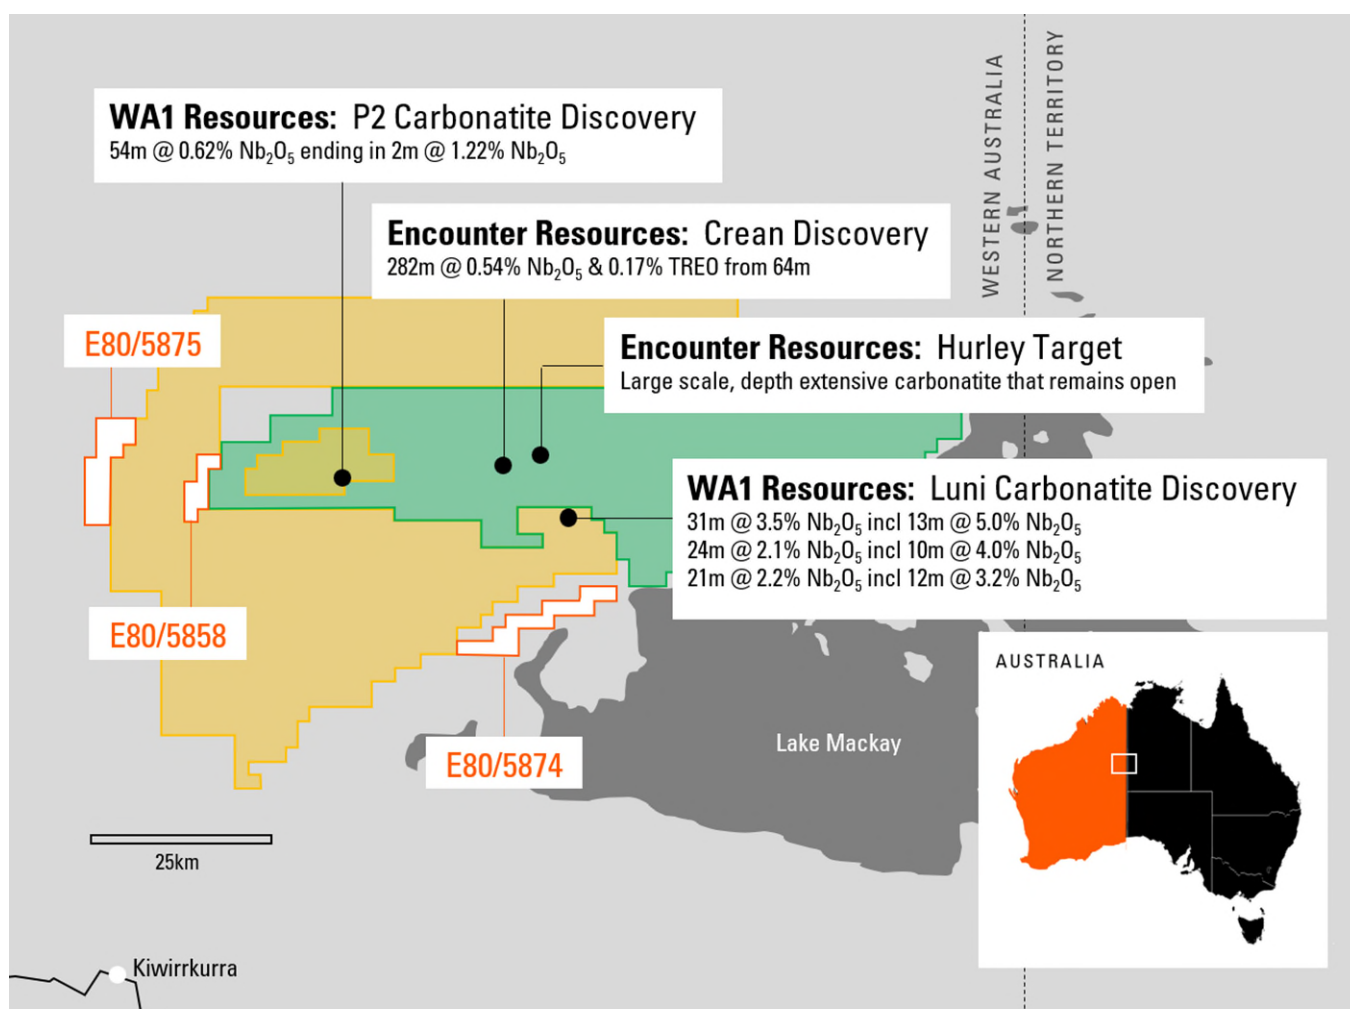 WESTERN AUSTRALIA
NORTHERN TERRITORY
WA1 Resources: P2 Carbonatite Discovery
54m @ 0.62% Nb₂O₅ ending in 2m @ 1.22% Nb₂O₅
Encounter Resources: Crean Discovery
282m @ 0.54% Nb₂O₅ & 0.17% TREO from 64m
E80/5875
Encounter Resources: Hurley Target
Large scale, depth extensive carbonatite that remains open
WA1 Resources: Luni Carbonatite Discovery
31m @ 3.5% Nb₂O₅ incl 13m @ 5.0% Nb₂O₅
24m @ 2.1% Nb₂O₅ incl 10m @ 4.0% Nb₂O₅
21m @ 2.2% Nb₂O₅ incl 12m @ 3.2% Nb₂O₅
E80/5858
AUSTRALIA
Lake Mackay
E80/5874
25km
Kiwirrkurra